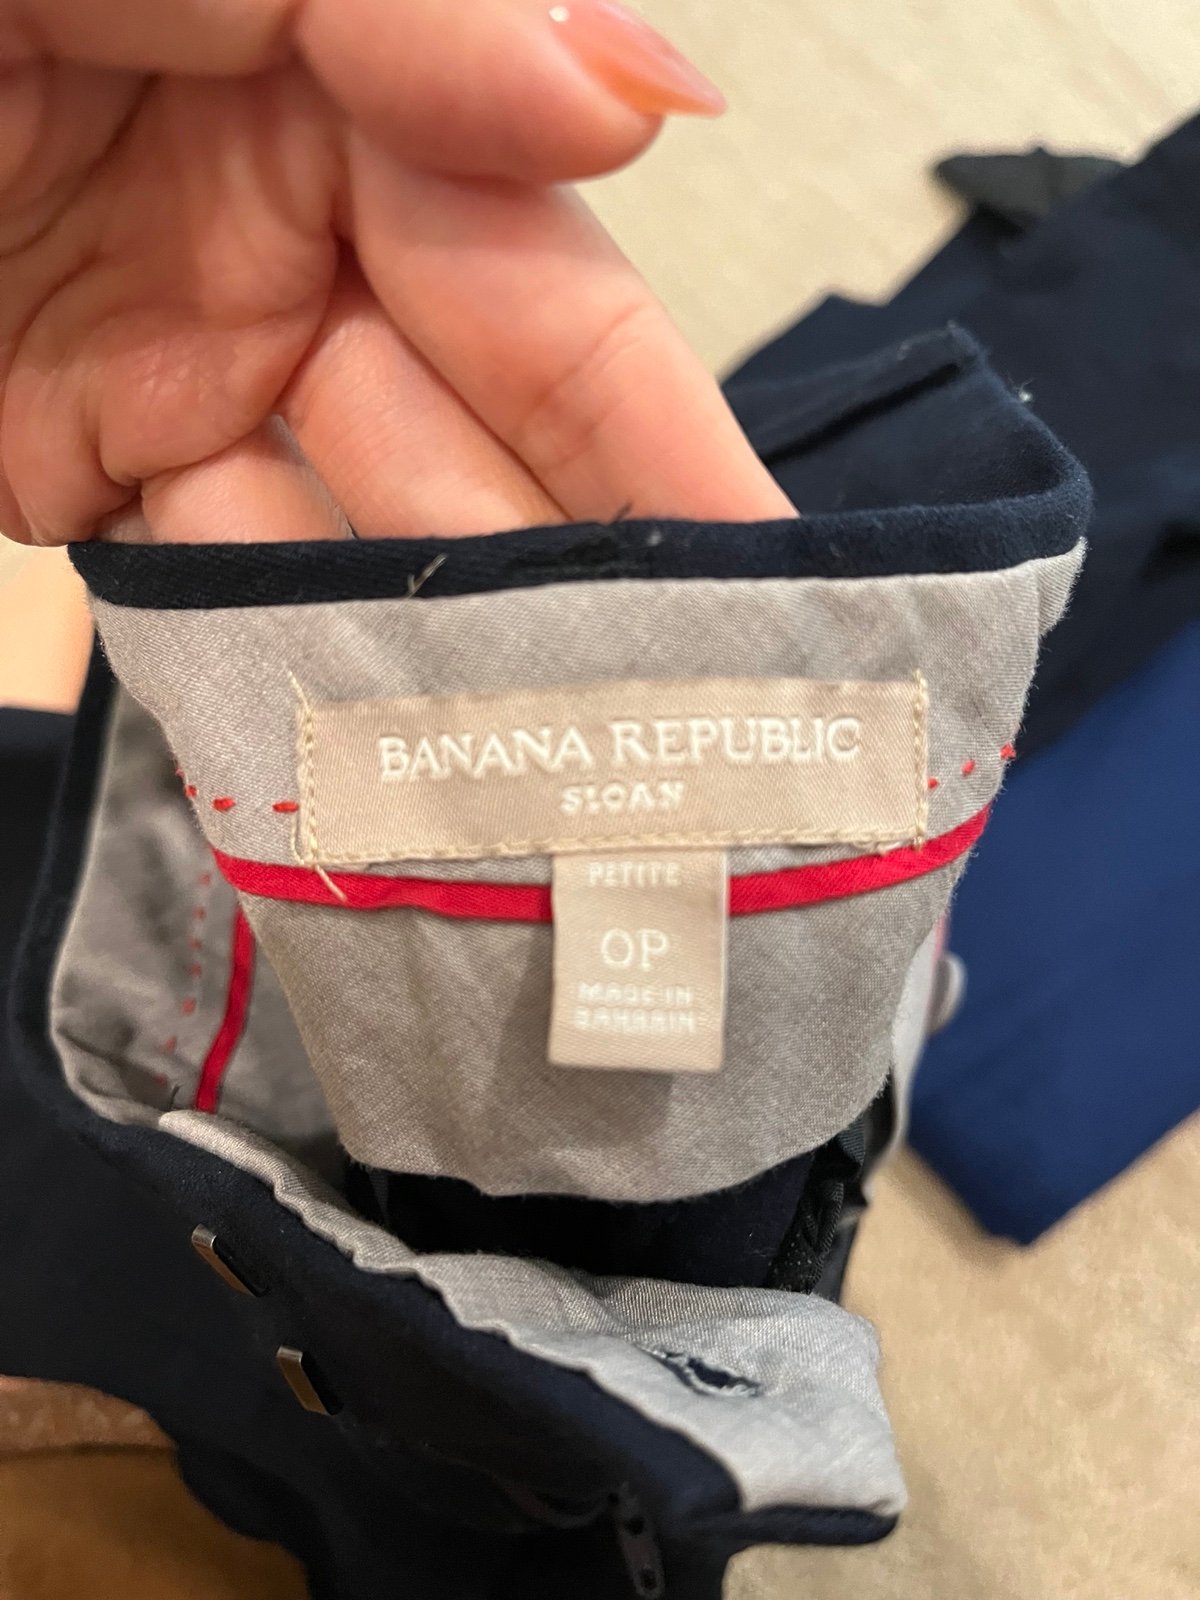 BANANA REPUBLIC
SLOAN
PETITE
0P
MADE IN
BAHRAIN